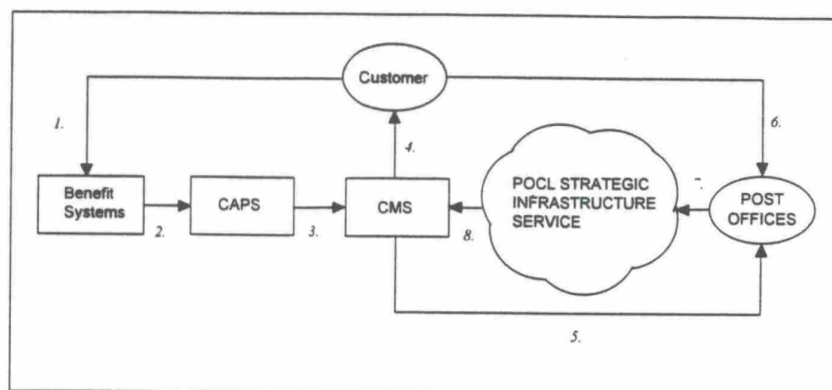 Customer
1.
4.
6.
Benefit
Systems
2.
CAPS
3.
CMS
8.
POCL STRATEGIC
INFRASTRUCTURE
SERVICE
POST
OFFICES
5.